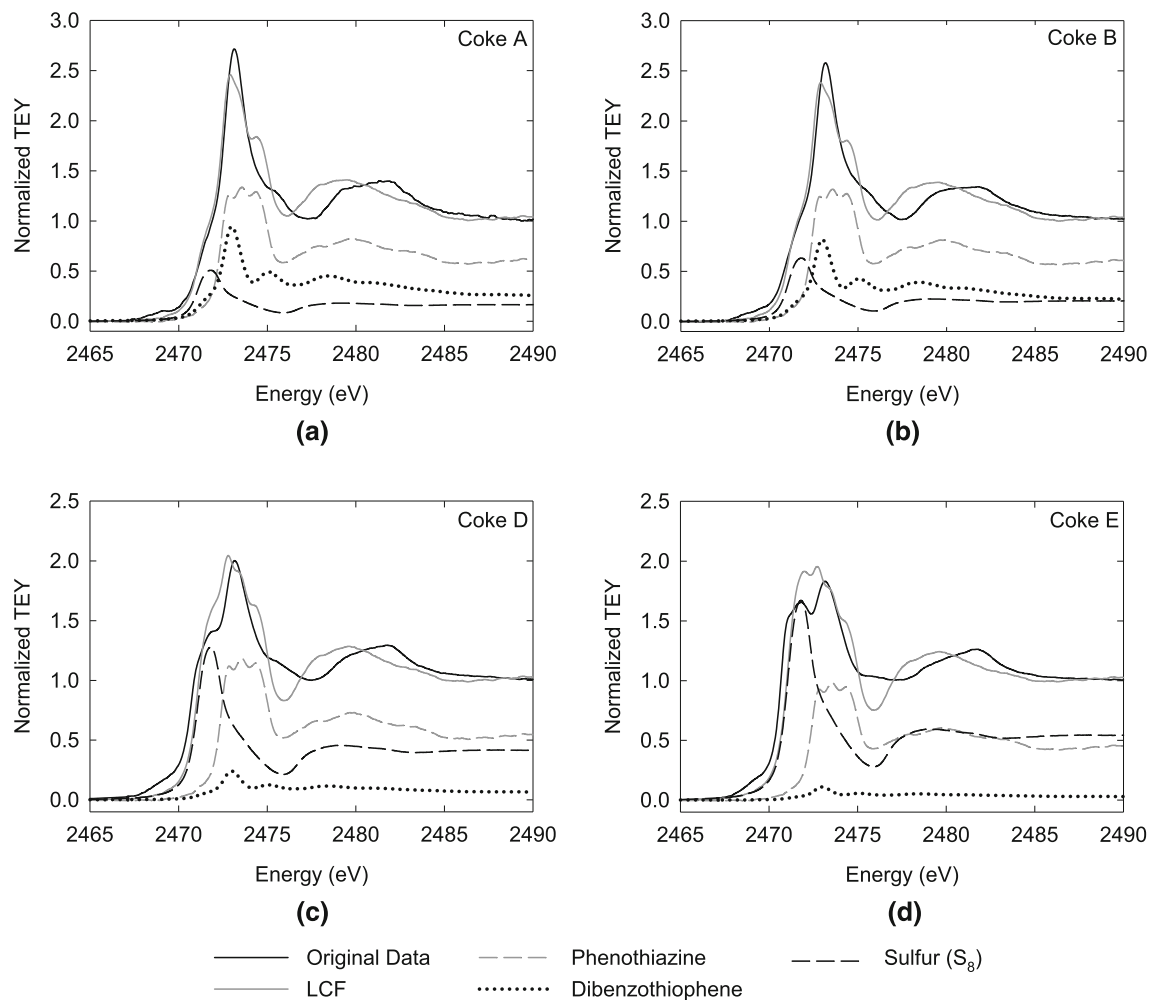 Coke A
Normalized TEY
3.0
2.5
2.0
1.5
1.0
0.5
0.0
2465 2470 2475 2480 2485 2490
Energy (eV)
(a)
Coke B
Normalized TEY
3.0
2.5
2.0
1.5
1.0
0.5
0.0
2465 2470 2475 2480 2485 2490
Energy (eV)
(b)
Coke D
Normalized TEY
2.5
2.0
1.5
1.0
0.5
0.0
2465 2470 2475 2480 2485 2490
Energy (eV)
(c)
Coke E
Normalized TEY
2.5
2.0
1.5
1.0
0.5
0.0
2465 2470 2475 2480 2485 2490
Energy (eV)
(d)
Original Data
LCF
Phenothiazine
Dibenzothiophene
Sulfur (S₈)